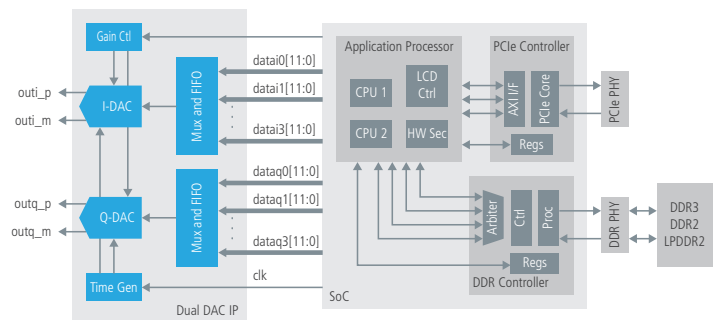 Gain Ctl
I-DAC
Q-DAC
Time Gen
outi_p
outi_m
outq_p
outq_m
Mux and FIFO
Mux and FIFO
Dual DAC IP
datai0[11:0]
datai1[11:0]
datai3[11:0]
dataq0[11:0]
dataq1[11:0]
dataq3[11:0]
clk
SoC
Application Processor
CPU 1
LCD
Ctrl
CPU 2
HW Sec
PCIe Controller
AXI I/F
PCIe Core
Regs
PCIe PHY
Arbiter
Ctrl
Proc
Regs
DDR Controller
DDR PHY
DDR3
DDR2
LPDDR2